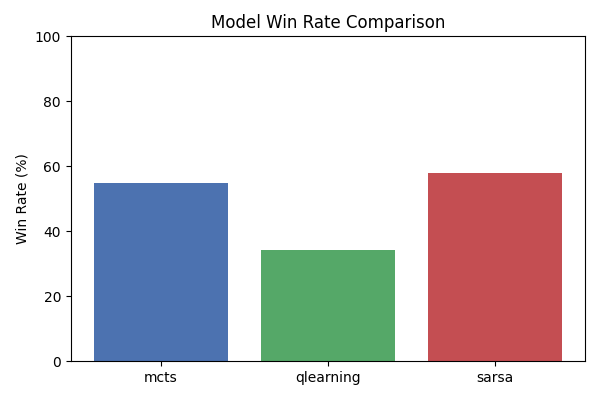 Model Win Rate Comparison
100
80
60
40
20
0
Win Rate (%)
mcts
qlearning
sarsa